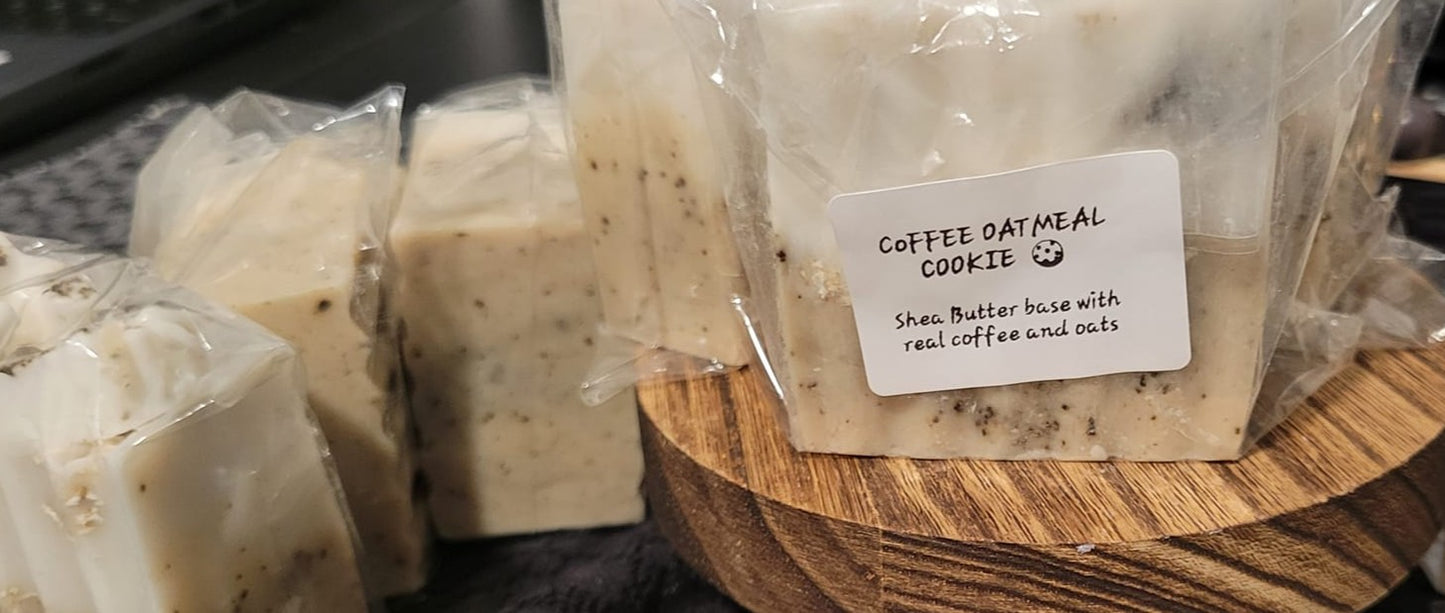 COFFEE OATMEAL
COOKIE 🍪
Shea Butter base with
real coffee and oats